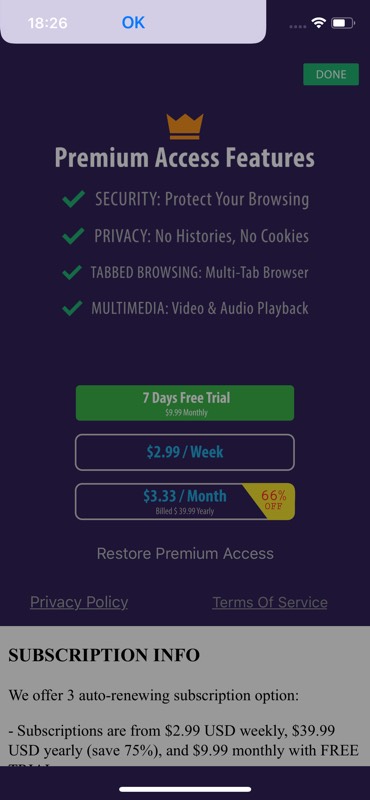 18:26
OK
DONE
Premium Access Features
SECURITY: Protect Your Browsing
PRIVACY: No Histories, No Cookies
TABBED BROWSING: Multi-Tab Browser
MULTIMEDIA: Video & Audio Playback
7 Days Free Trial
$9.99 Monthly
$2.99 / Week
$3.33 / Month
Billed $ 39.99 Yearly
66%
OFF
Restore Premium Access
Privacy Policy
Terms Of Service
SUBSCRIPTION INFO
We offer 3 auto-renewing subscription option:
- Subscriptions are from $2.99 USD weekly, $39.99
USD yearly (save 75%), and $9.99 monthly with FREE